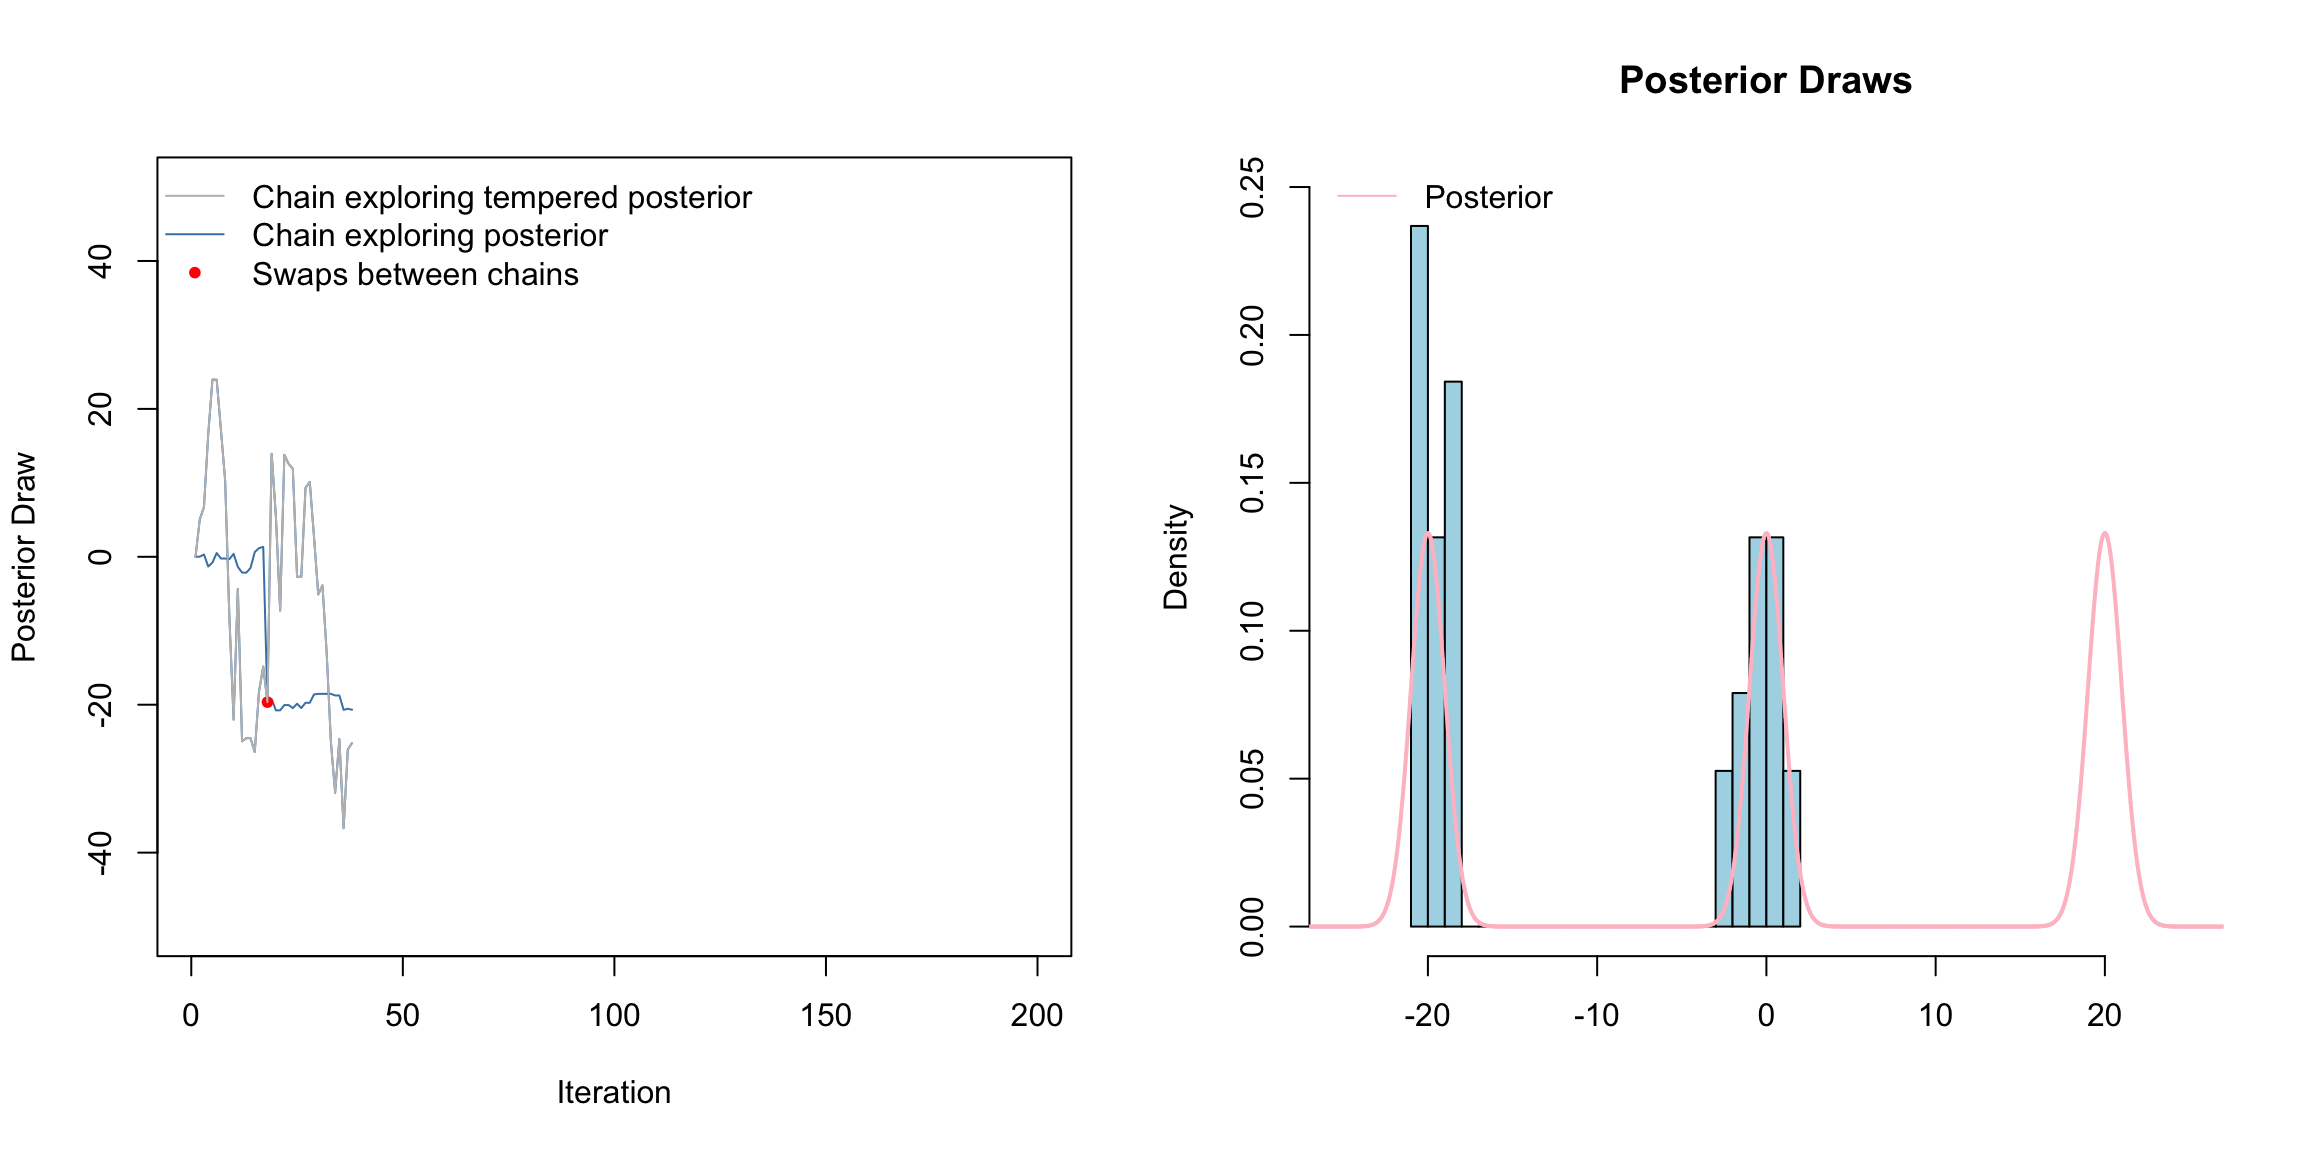 Chain exploring tempered posterior
Chain exploring posterior
Swaps between chains
Posterior Draw
40
20
0
-20
-40
0 50 100 150 200
Iteration
Posterior Draws
Posterior
Density
0.25
0.20
0.15
0.10
0.05
0.00
-20 -10 0 10 20